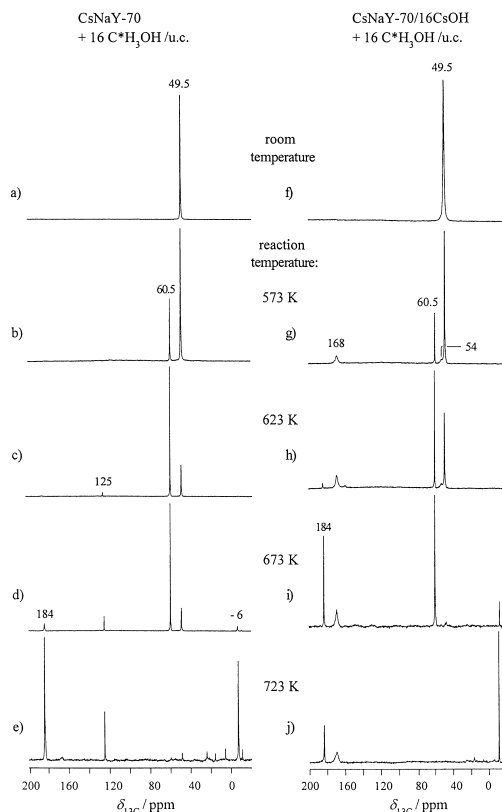 CsNaY-70
+ 16 C*H3OH /u.c.
CsNaY-70/16CsOH
+ 16 C*H3OH /u.c.
49.5
49.5
room
temperature
a)
f)
reaction
temperature:
60.5
573 K
60.5
b)
168
g)
54
623 K
c)
125
h)
673 K
184
d)
184
- 6
i)
723 K
e)
j)
200 160 120 80 40 0
200 160 120 80 40 0
δ13C / ppm
δ13C / ppm